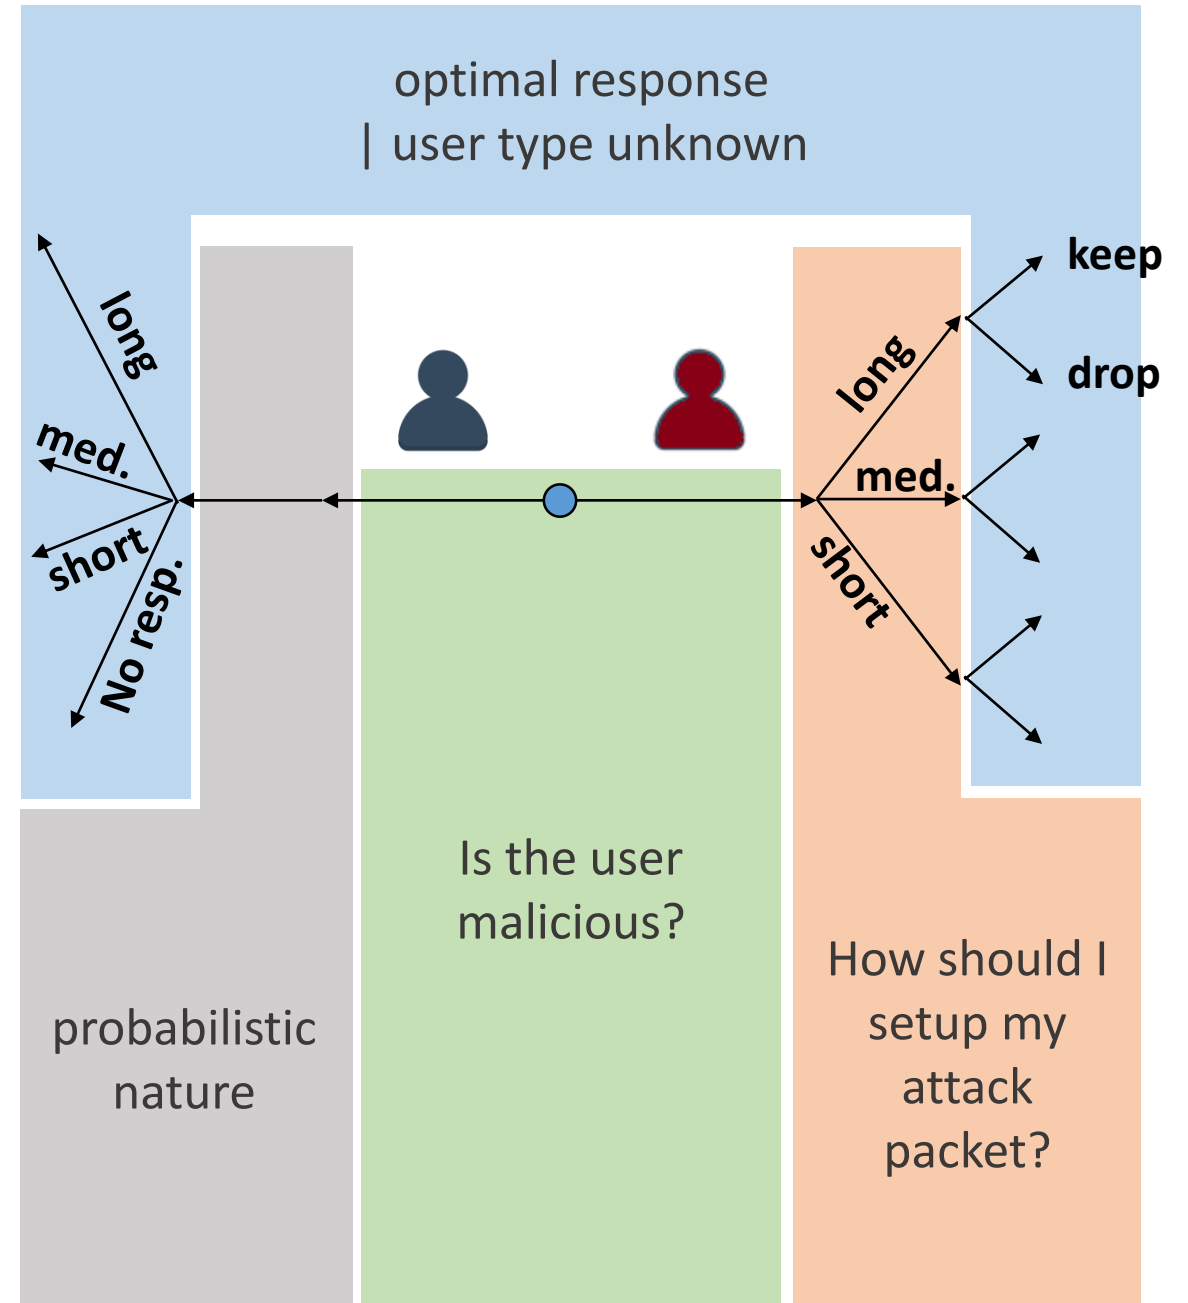 optimal response
| user type unknown
long
med.
short
No resp.
long
med.
short
keep
drop
Is the user
malicious?
probabilistic
nature
How should I
setup my
attack
packet?